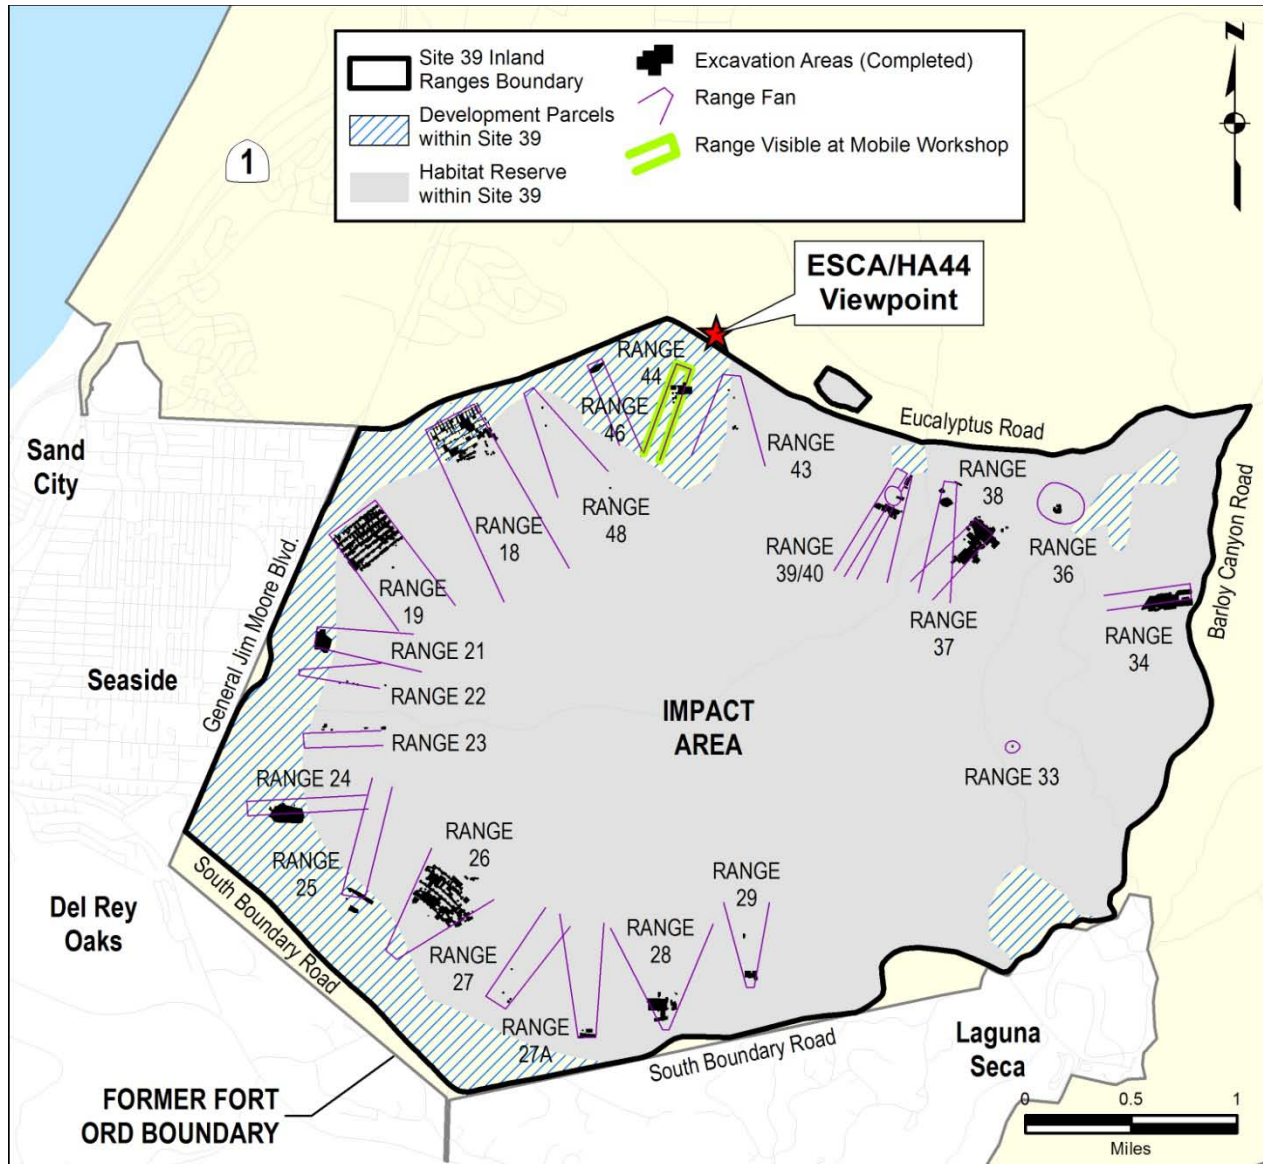 Site 39 Inland
Ranges Boundary
Development Parcels
within Site 39
Habitat Reserve
within Site 39
Excavation Areas (Completed)
Range Fan
Range Visible at Mobile Workshop
N
1
ESCA/HA44
Viewpoint
RANGE
44
RANGE
46
RANGE
43
Eucalyptus Road
RANGE
38
Sand
City
RANGE
18
RANGE
48
RANGE
39/40
RANGE
36
Barloy Canyon Road
General Jim Moore Blvd.
RANGE
19
RANGE
37
RANGE
34
Seaside
RANGE 21
RANGE 22
RANGE 23
IMPACT
AREA
RANGE 33
RANGE 24
RANGE
25
RANGE
26
RANGE
29
Del Rey
Oaks
South Boundary Road
RANGE
27
RANGE
28
RANGE
27A
South Boundary Road
Laguna
Seca
FORMER FORT
ORD BOUNDARY
0 0.5 1
Miles